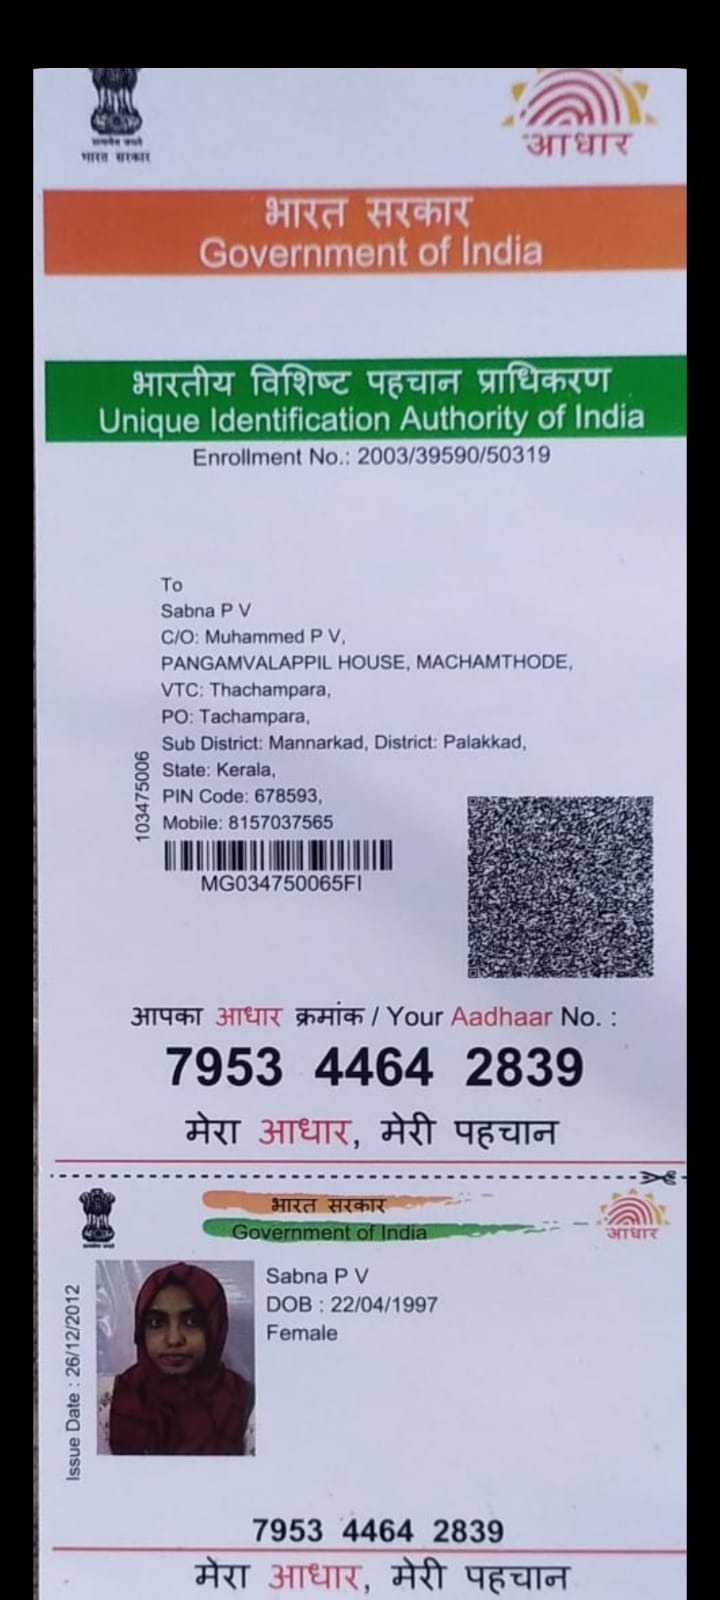 सत्यमेव जयते
भारत सरकार
आधार
भारत सरकार
Government of India
भारतीय विशिष्ट पहचान प्राधिकरण
Unique Identification Authority of India
Enrollment No.: 2003/39590/50319
To
Sabna P V
C/O: Muhammed P V,
PANGAMVALAPPIL HOUSE, MACHAMTHODE,
VTC: Thachampara,
PO: Tachampara,
Sub District: Mannarkad, District: Palakkad,
State: Kerala,
PIN Code: 678593,
Mobile: 8157037565
103475006
MG034750065FI
आपका आधार क्रमांक / Your Aadhaar No. :
7953 4464 2839
मेरा आधार, मेरी पहचान
भारत सरकार
Government of India
आधार
Sabna P V
DOB : 22/04/1997
Female
Issue Date : 26/12/2012
7953 4464 2839
मेरा आधार, मेरी पहचान